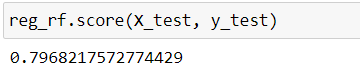 reg_rf.score(X_test, y_test)
0.7968217572774429